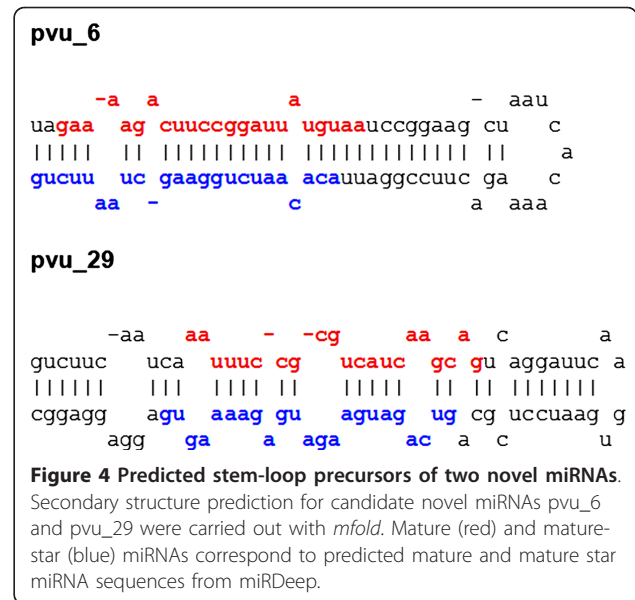 pvu_6
-a a a - aau
uagaa ag cuuccggauu uguaauccggaag cu c
||||| || |||||||||| ||||||||||||| || a
gucuu uc gaaggucuaa acauuaggccuuc ga c
aa - c a aaa
pvu_29
-aa aa - -cg aa a c a
gucuuc uca uuuc cg ucauc gc gu aggauuc a
|||||| ||| |||| || ||||| || || |||||||
cggagg agu aaag gu aguag ug cg uccuaag g
agg ga a aga ac a c u
Figure 4 Predicted stem-loop precursors of two novel miRNAs.
Secondary structure prediction for candidate novel miRNAs pvu_6
and pvu_29 were carried out with mfold. Mature (red) and mature-
star (blue) miRNAs correspond to predicted mature and mature star
miRNA sequences from miRDeep.